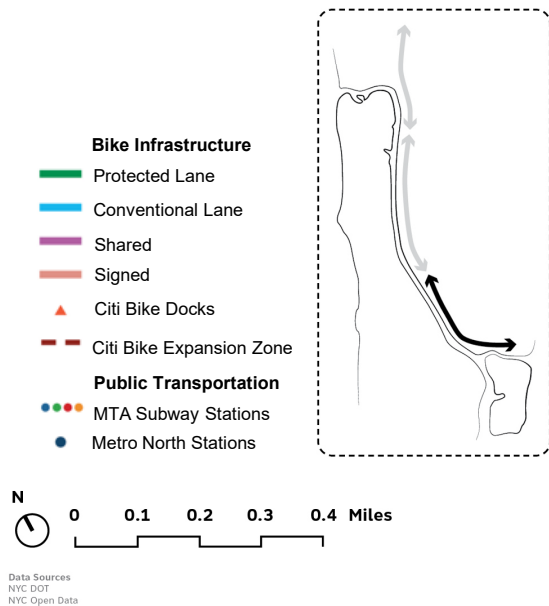 Bike Infrastructure
Protected Lane
Conventional Lane
Shared
Signed
Citi Bike Docks
Citi Bike Expansion Zone
Public Transportation
MTA Subway Stations
Metro North Stations
N
0 0.1 0.2 0.3 0.4 Miles
Data Sources
NYC DOT
NYC Open Data